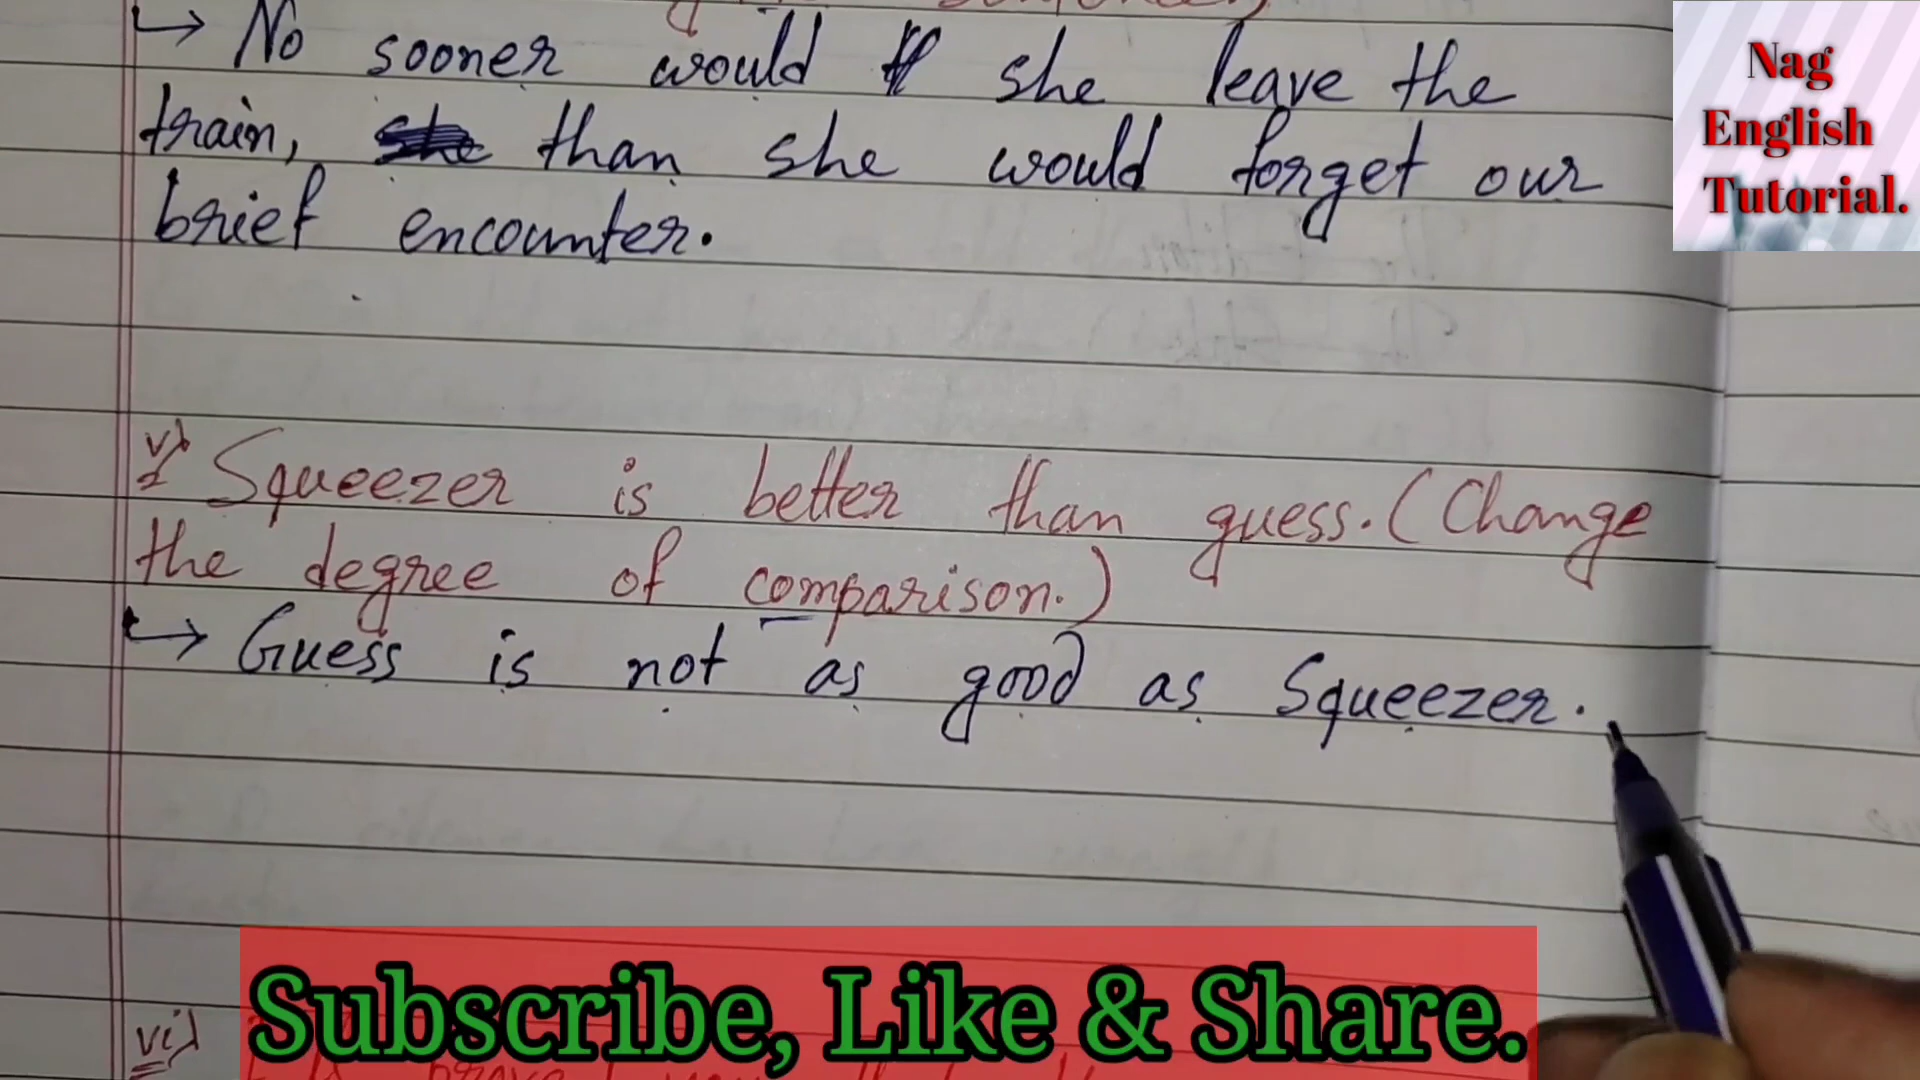 → No sooner would she leave the
train, than she would forget our
brief encounter.
v) Squeezer is better than guess. (Change
the degree of comparison.)
→ Guess is not as good as Squeezer.
vi)
Nag
English
Tutorial.
Subscribe, Like & Share.